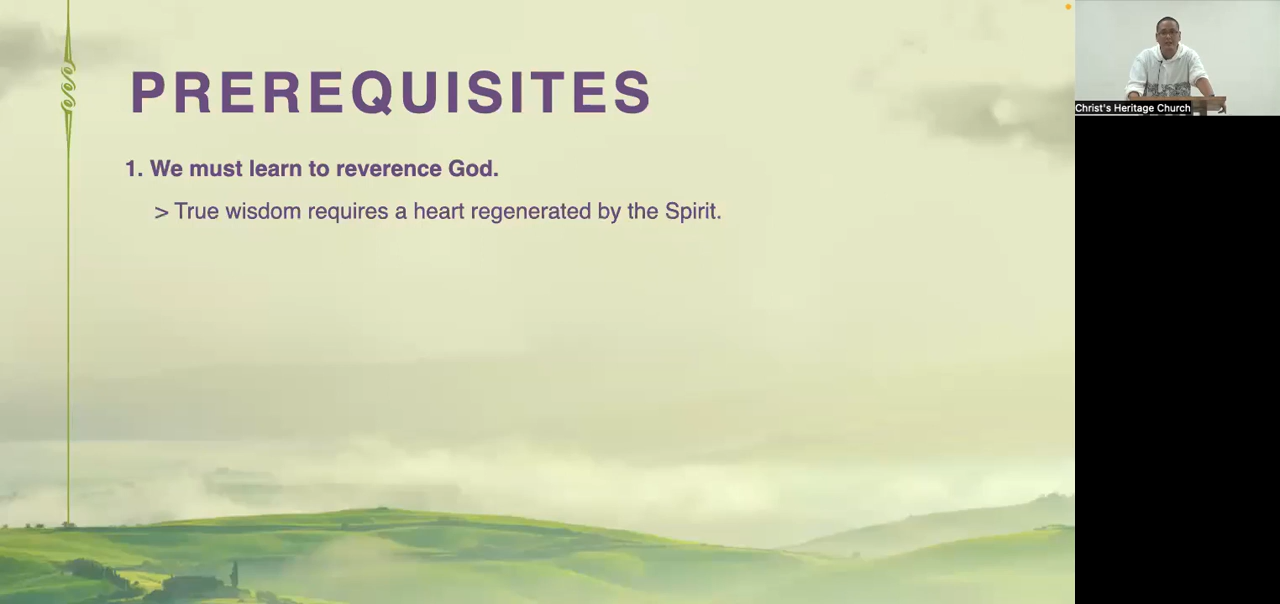 PREREQUISITES
1. We must learn to reverence God.
> True wisdom requires a heart regenerated by the Spirit.
Christ's Heritage Church